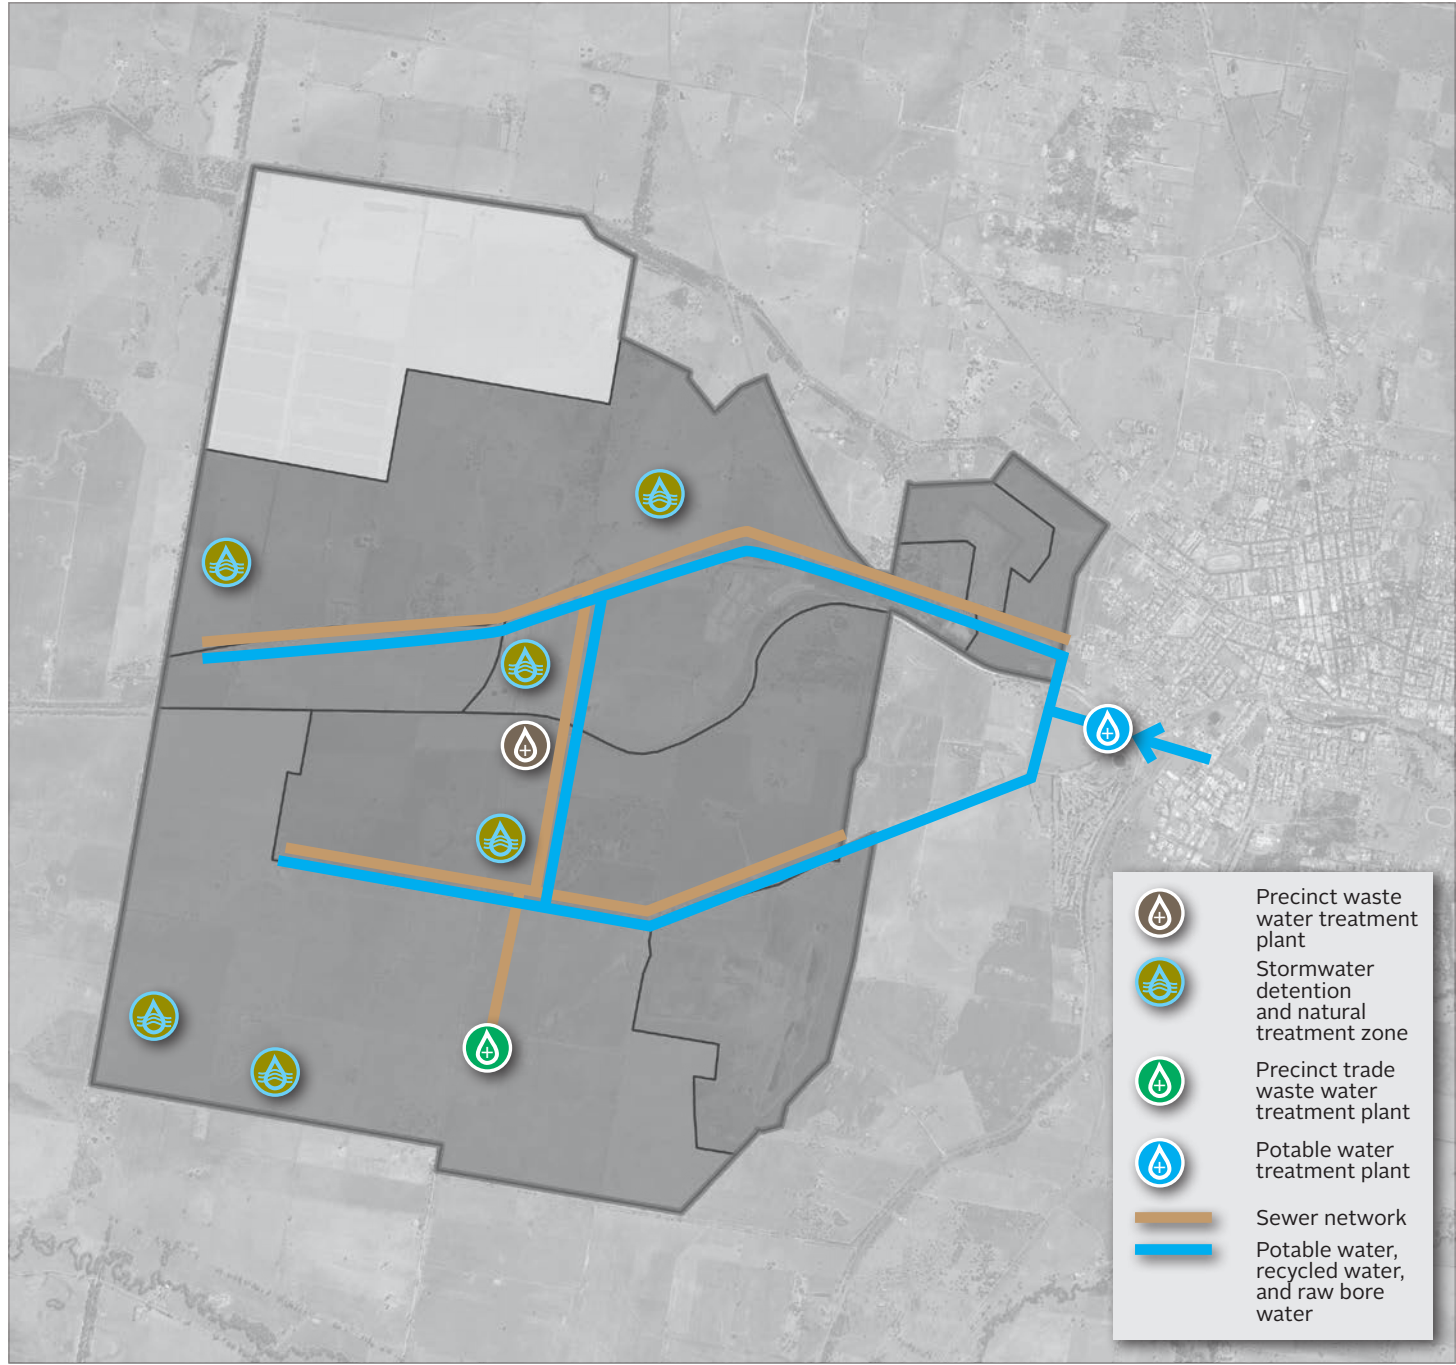 Precinct waste
water treatment
plant
Stormwater
detention
and natural
treatment zone
Precinct trade
waste water
treatment plant
Potable water
treatment plant
Sewer network
Potable water,
recycled water,
and raw bore
water